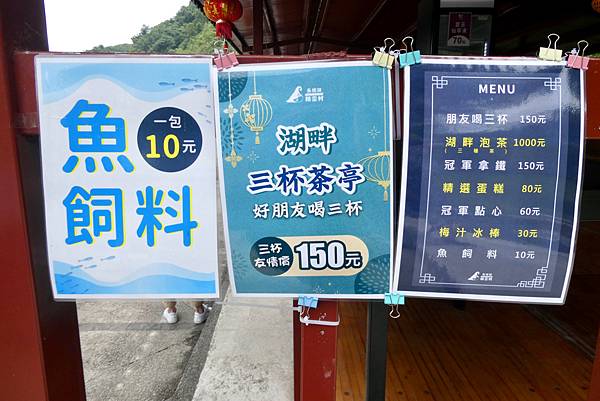 魚
飼料
一包
10元
湖畔
三杯茶亭
好朋友喝三杯
三杯
友情價
150元
MENU
朋友喝三杯 150元
湖畔泡茶 1000元
冠軍拿鐵 150元
精選蛋糕 80元
冠軍點心 60元
梅汁冰棒 30元
魚飼料 10元